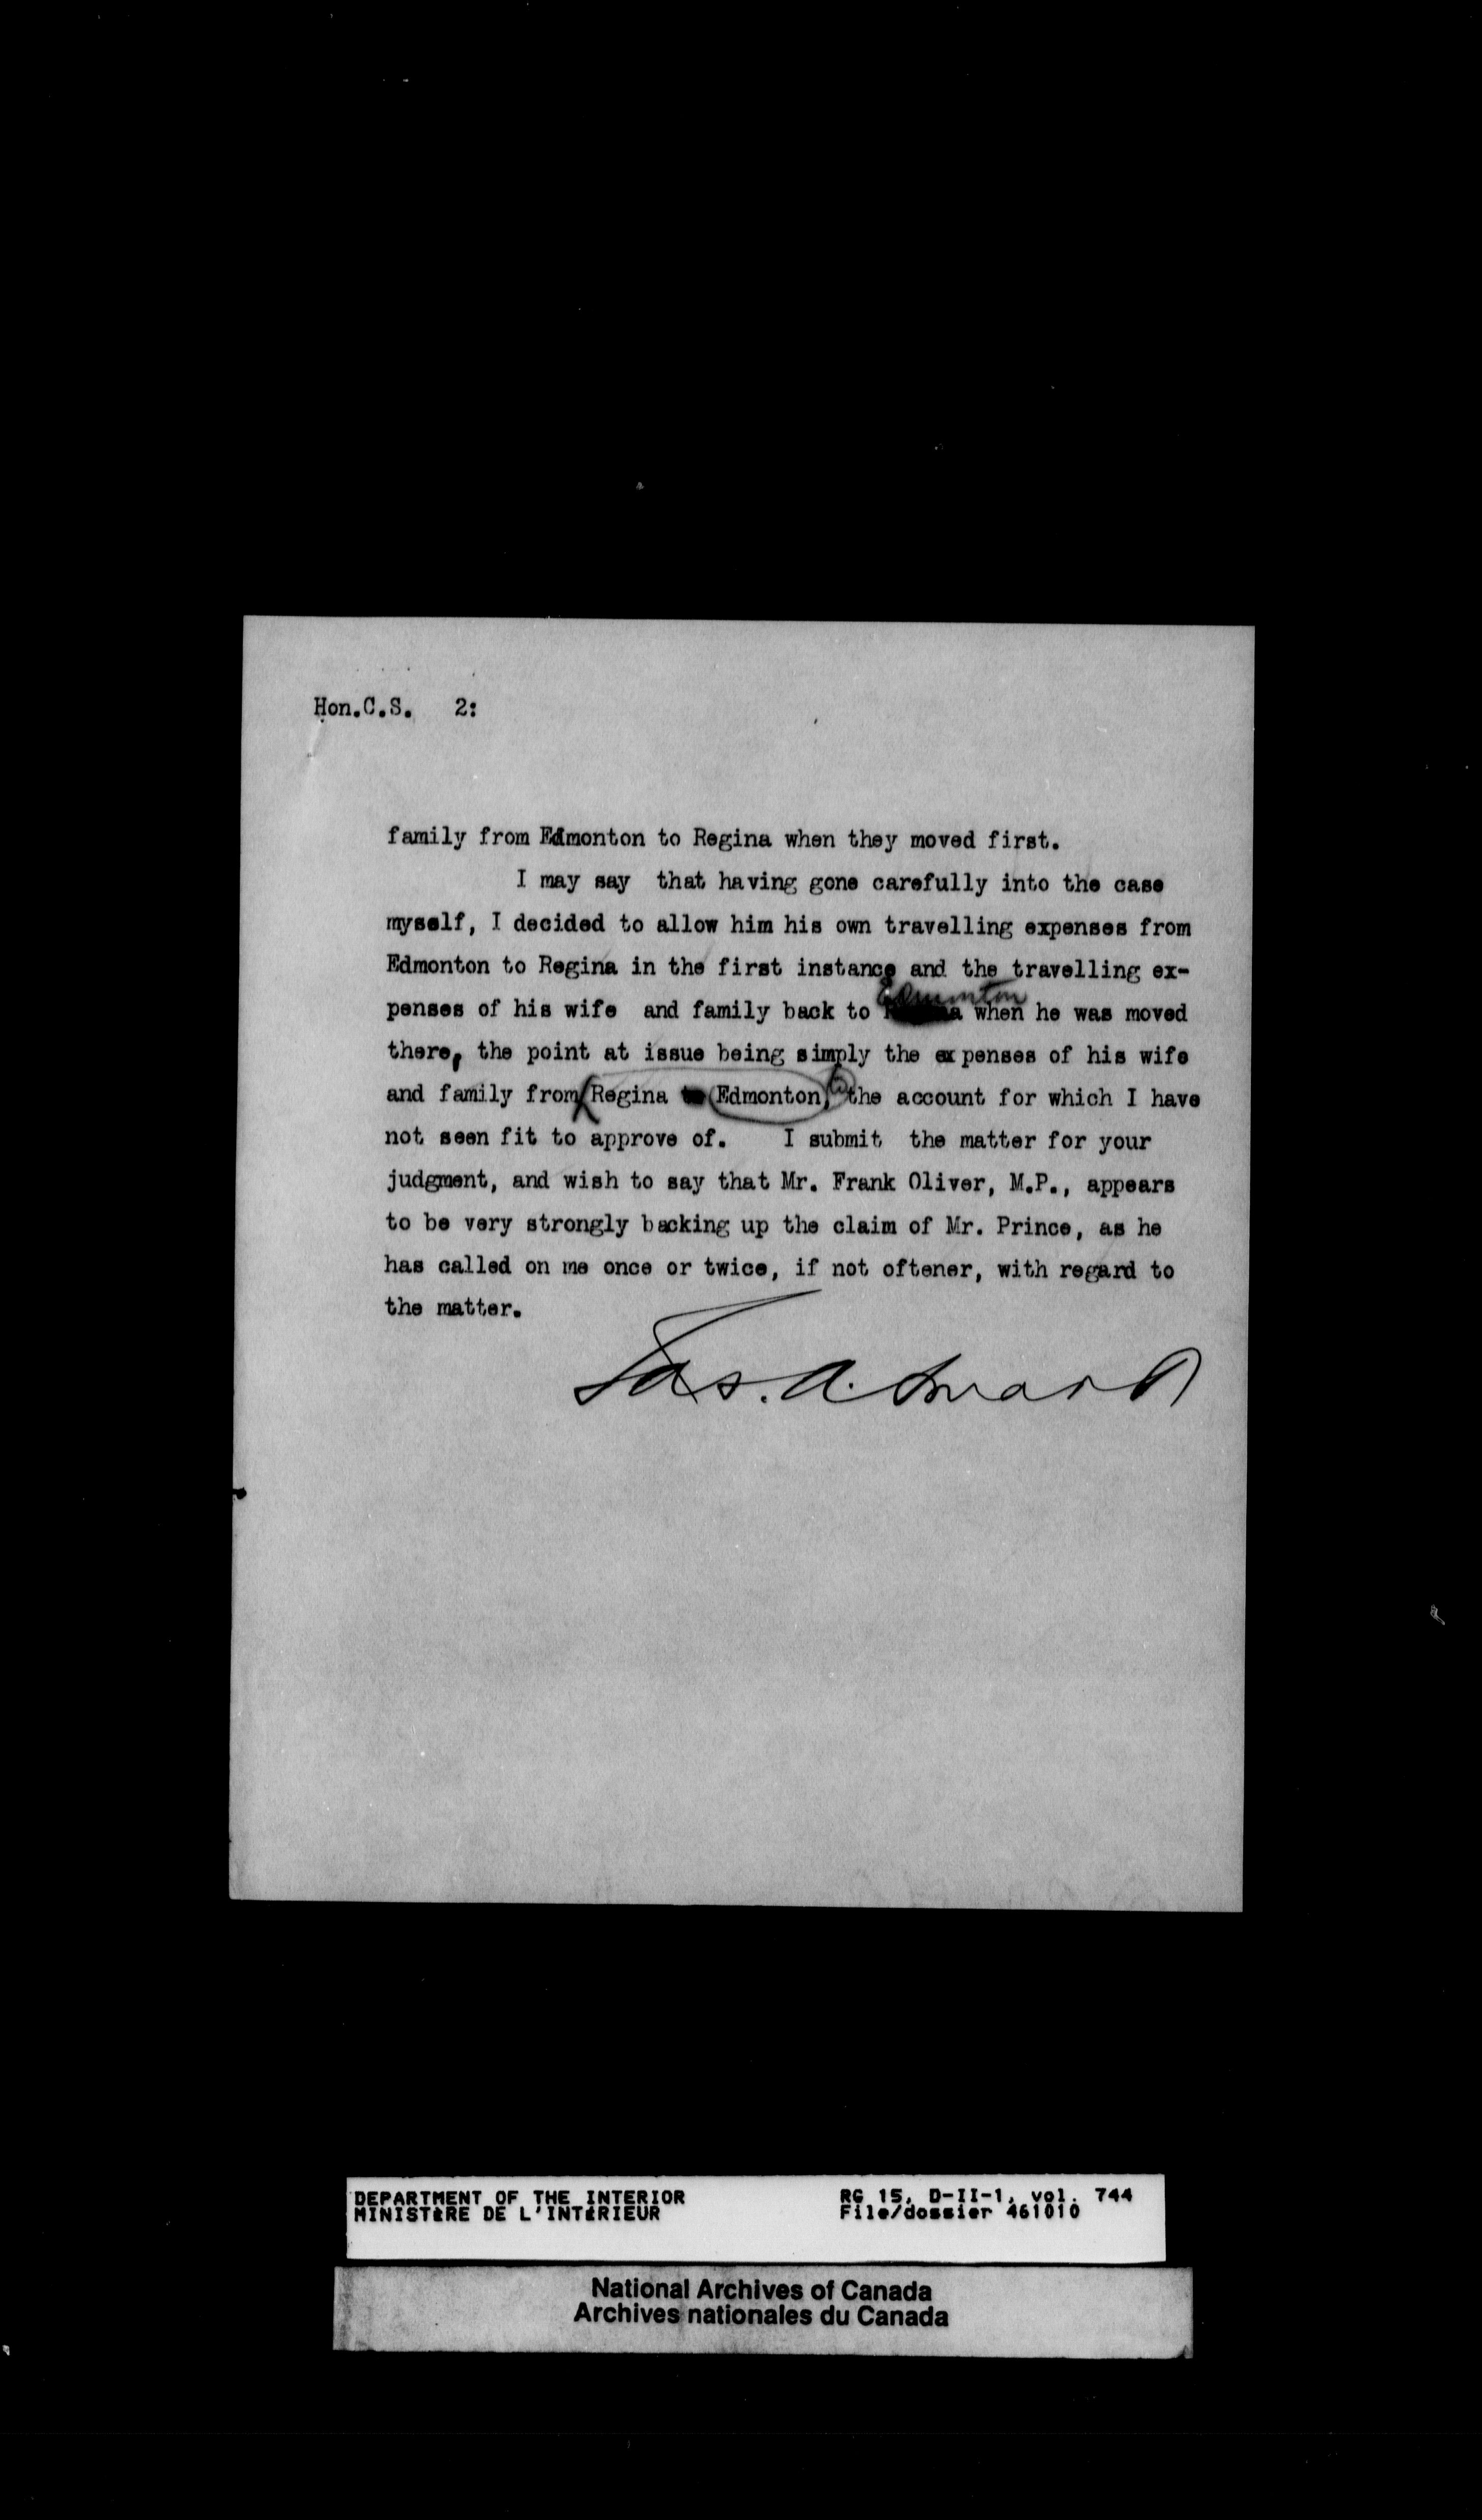 Hon.C.S. 2:
family from Edmonton to Regina when they moved first.
I may say that having gone carefully into the case
myself, I decided to allow him his own travelling expenses from
Edmonton to Regina in the first instance and the travelling ex-
Edmonton
penses of his wife and family back to when he was moved
there, the point at issue being simply the expenses of his wife
and family from Regina to Edmonton, the account for which I have
not seen fit to approve of. I submit the matter for your
judgment, and wish to say that Mr. Frank Oliver, M.P., appears
to be very strongly backing up the claim of Mr. Prince, as he
has called on me once or twice, if not oftener, with regard to
the matter.
Jas. A. Smart
DEPARTMENT OF THE INTERIOR
MINISTÈRE DE L'INTÉRIEUR
RG 15, D-II-1, vol. 744
File/dossier 461010
National Archives of Canada
Archives nationales du Canada